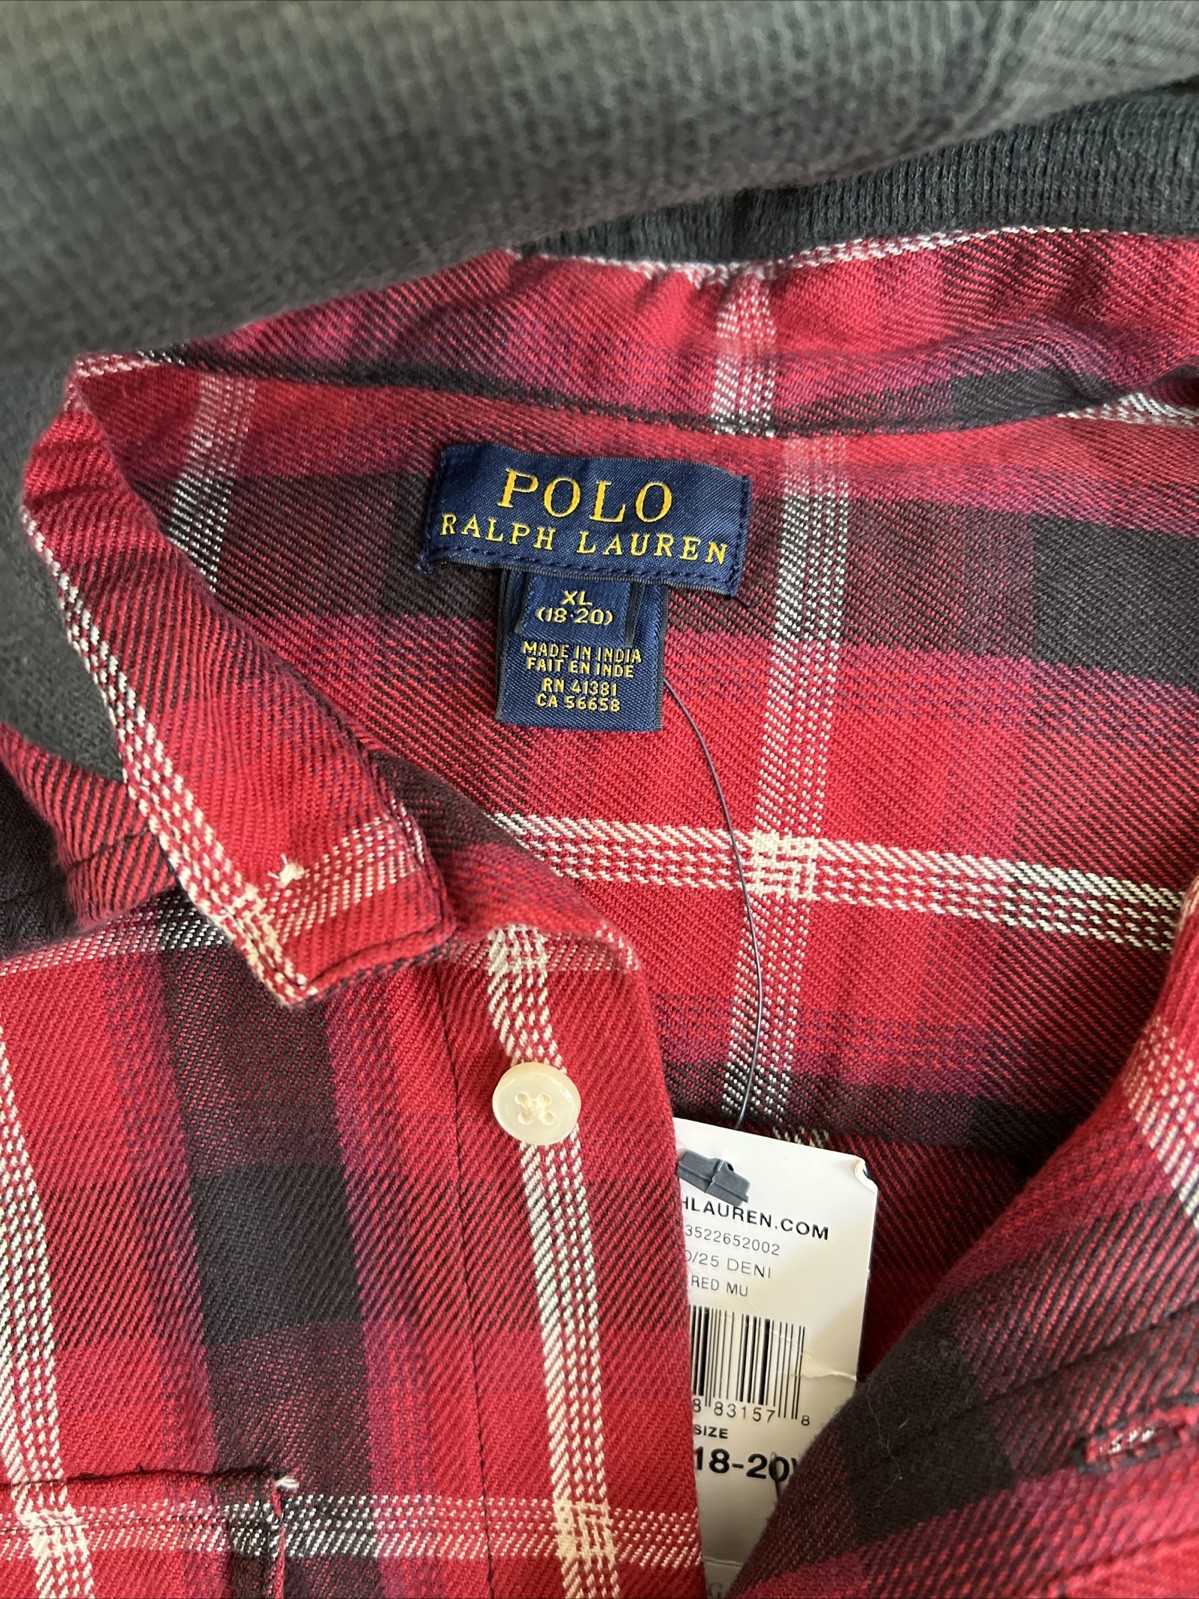 POLO
RALPH LAUREN
XL
(18-20)
MADE IN INDIA
FAIT EN INDE
RN 41381
CA 56658
HLAUREN.COM
3522652002
0/25 DENI
RED MU
8 83157 8
SIZE
18-20